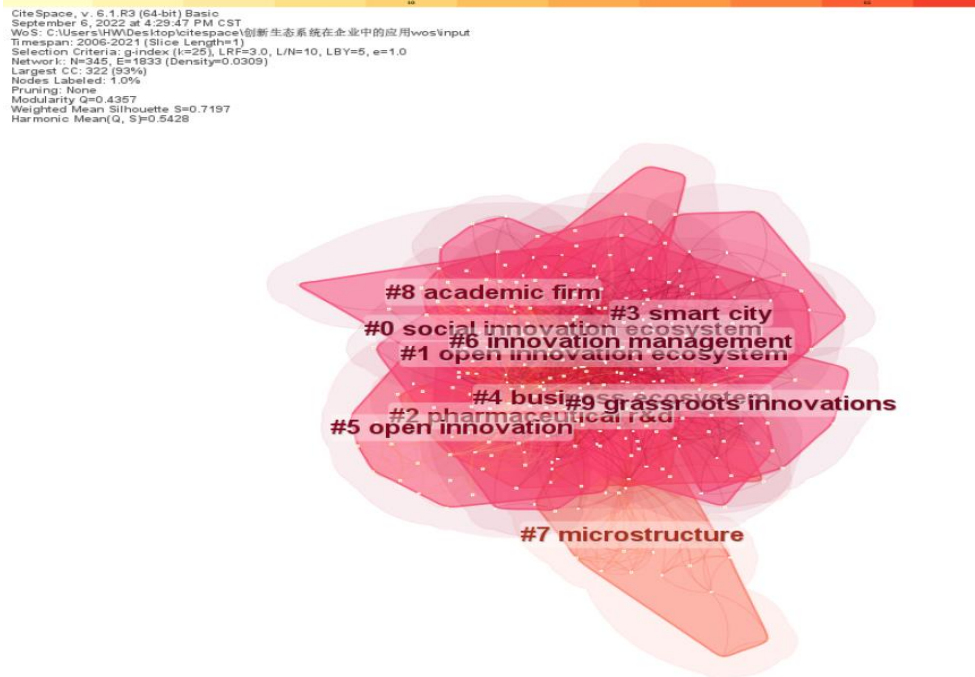 CiteSpace, v. 6.1.R3 (64-bit) Basic
September 6, 2022 at 4:29:47 PM CST
WoS: C:\Users\HW\Desktop\citespace\创新生态系统在企业中的应用wos\input
Timespan: 2006-2021 (Slice Length=1)
Selection Criteria: g-index (k=25), LRF=3.0, L/N=10, LBY=5, e=1.0
Network: N=345, E=1833 (Density=0.0309)
Largest CC: 322 (93%)
Nodes Labeled: 1.0%
Pruning: None
Modularity Q=0.4357
Weighted Mean Silhouette S=0.7197
Harmonic Mean(Q, S)=0.5428
#8 academic firm
#3 smart city
#0 social innovation ecosystem
#6 innovation management
#1 open innovation ecosystem
#4 business ecosystem
#9 grassroots innovations
#2 pharmaceutical r&d
#5 open innovation
#7 microstructure